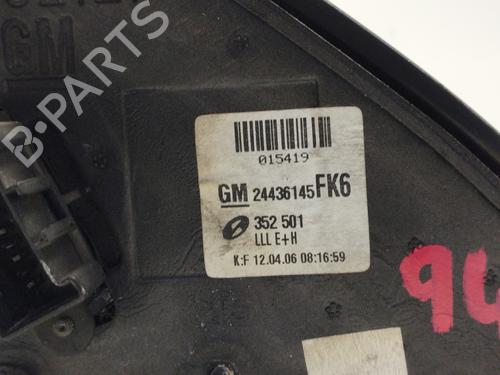 GM
B-PARTS
015419
GM 24436145FK6
352 501
LLL E+H
K:F 12.04.06 08:16:59
94